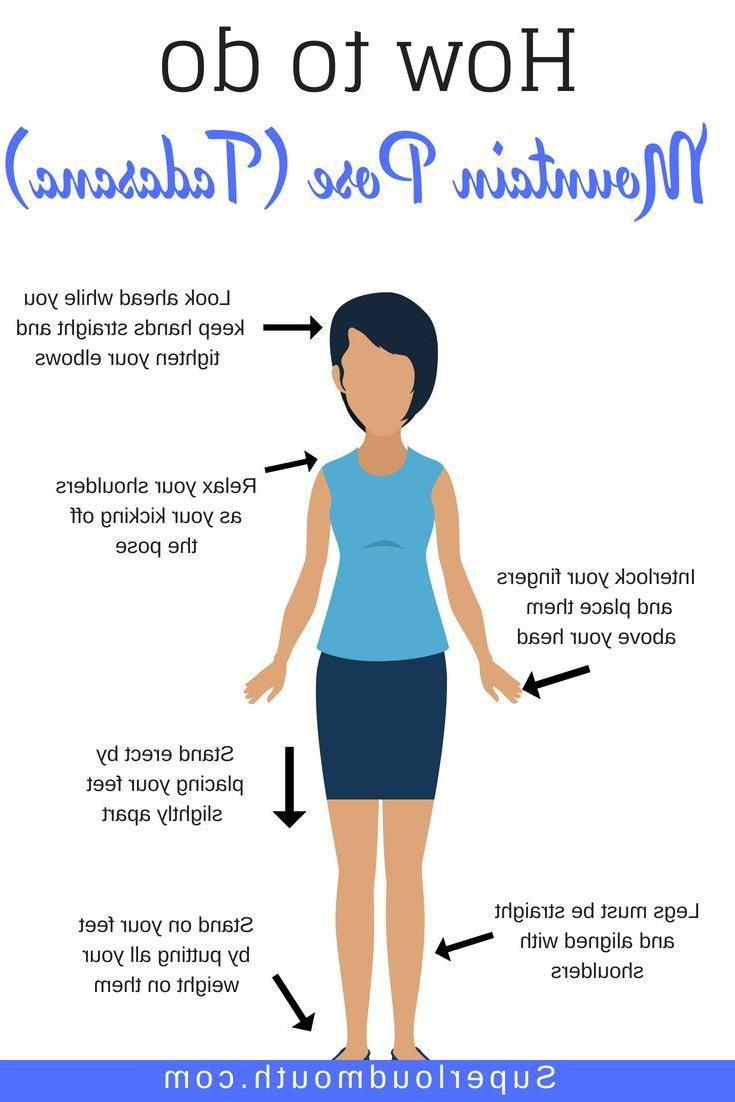 How to do
Mountain Pose (Tadasana)
Look ahead while you
keep hands straight and
tighten your elbows
Relax your shoulders
as your kicking off
the pose
Interlock your fingers
and place them
above your head
Stand erect by
placing your feet
slightly apart
Legs must be straight
and aligned with
shoulders
Stand on your feet
by putting all your
weight on them
Superloudmouth.com